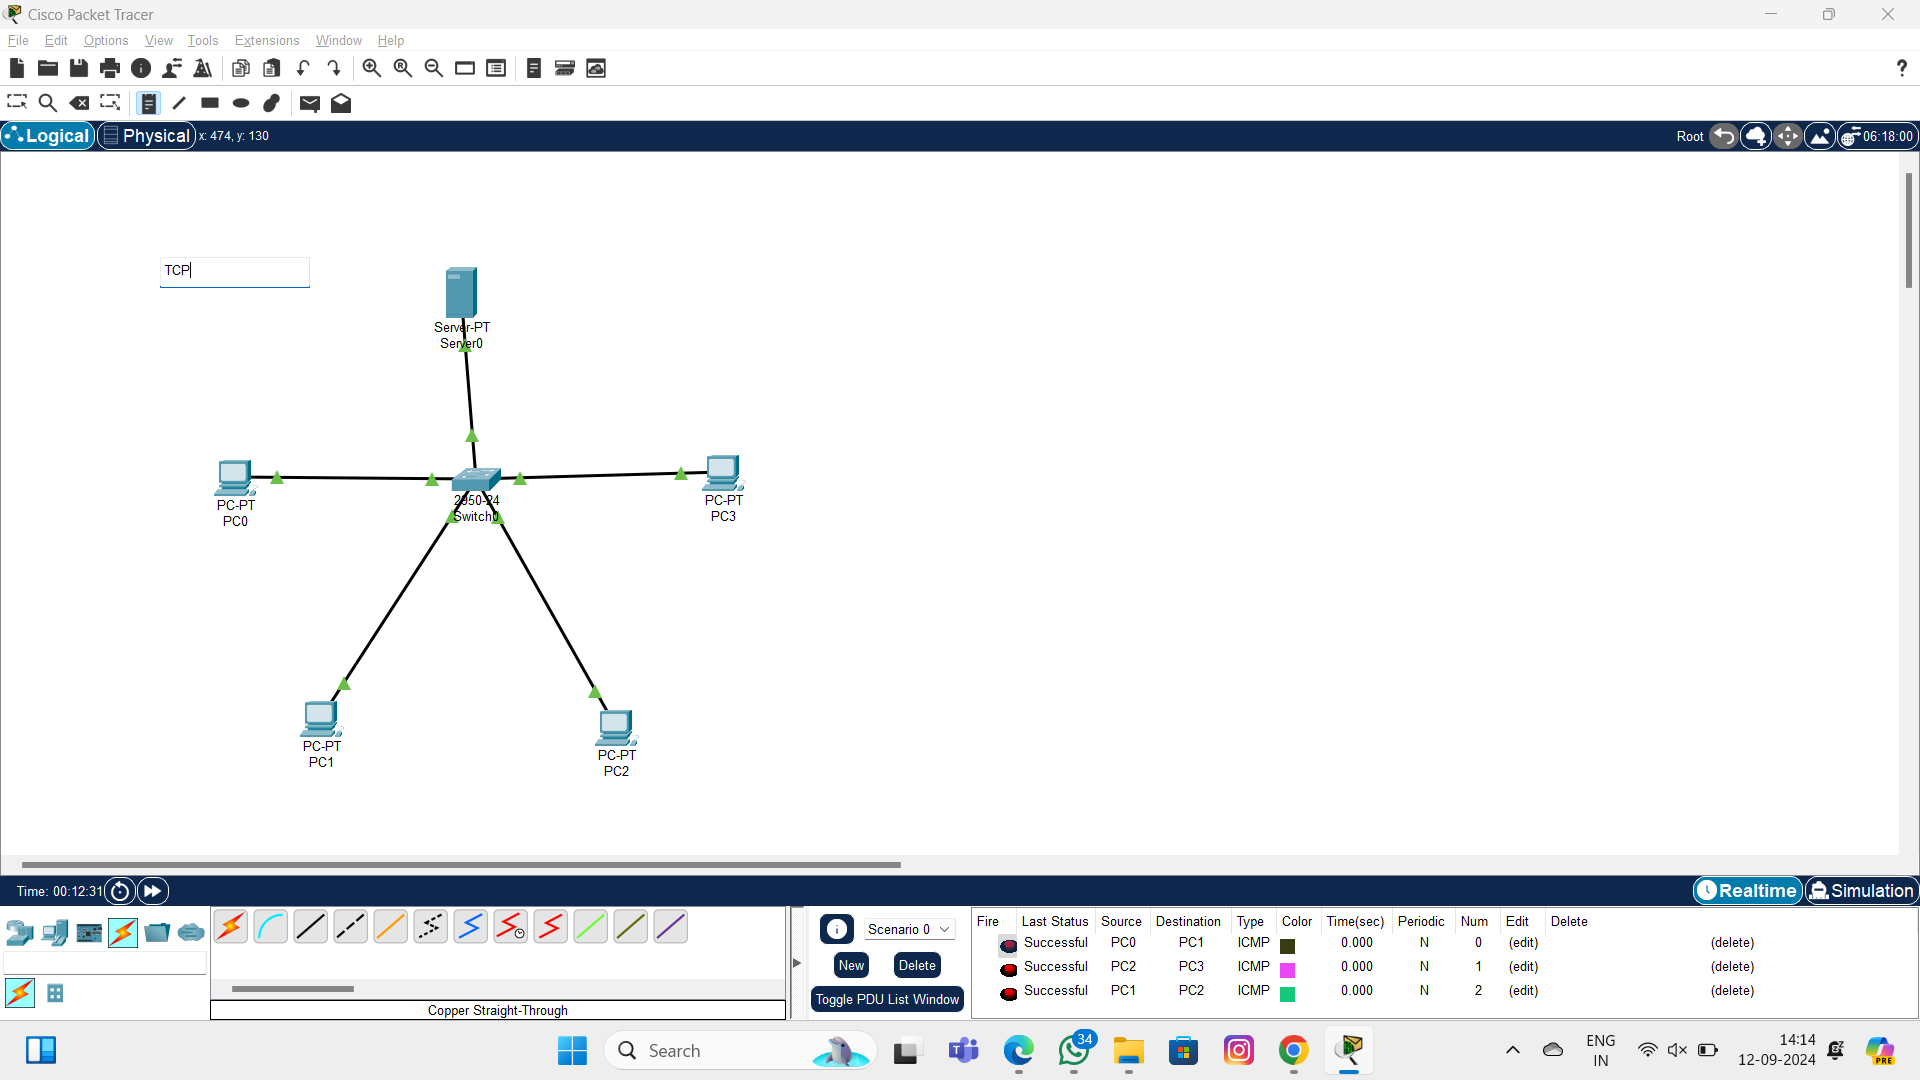 Cisco Packet Tracer
File Edit Options View Tools Extensions Window Help
?
Logical Physical x: 474, y: 130 Root 06:18:00
TCP
Server-PT
Server0
PC-PT
PC0
2950-24
Switch0
PC-PT
PC3
PC-PT
PC1
PC-PT
PC2
Time: 00:12:31 Realtime Simulation
Scenario 0
New Delete
Toggle PDU List Window
Copper Straight-Through
Fire Last Status Source Destination Type Color Time(sec) Periodic Num Edit Delete
Successful PC0 PC1 ICMP 0.000 N 0 (edit) (delete)
Successful PC2 PC3 ICMP 0.000 N 1 (edit) (delete)
Successful PC1 PC2 ICMP 0.000 N 2 (edit) (delete)
Search
34
ENG
IN
14:14
12-09-2024
PRE